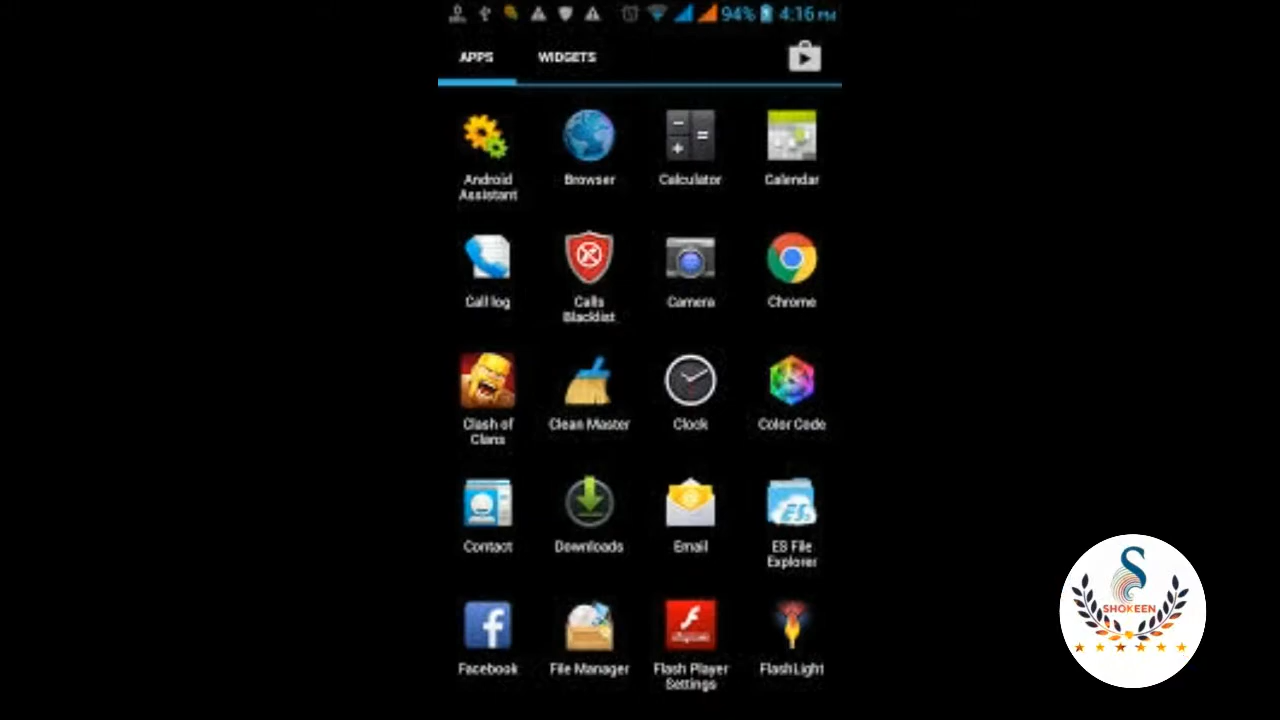 94% 4:16 PM
APPS WIDGETS
Android Assistant
Browser
Calculator
Calendar
Call log
Calls Blacklist
Camera
Chrome
Clash of Clans
Clean Master
Clock
Color Code
Contact
Downloads
Email
ES
ES File Explorer
Facebook
File Manager
Flash Player Settings
FlashLight
S
SHOKEEN